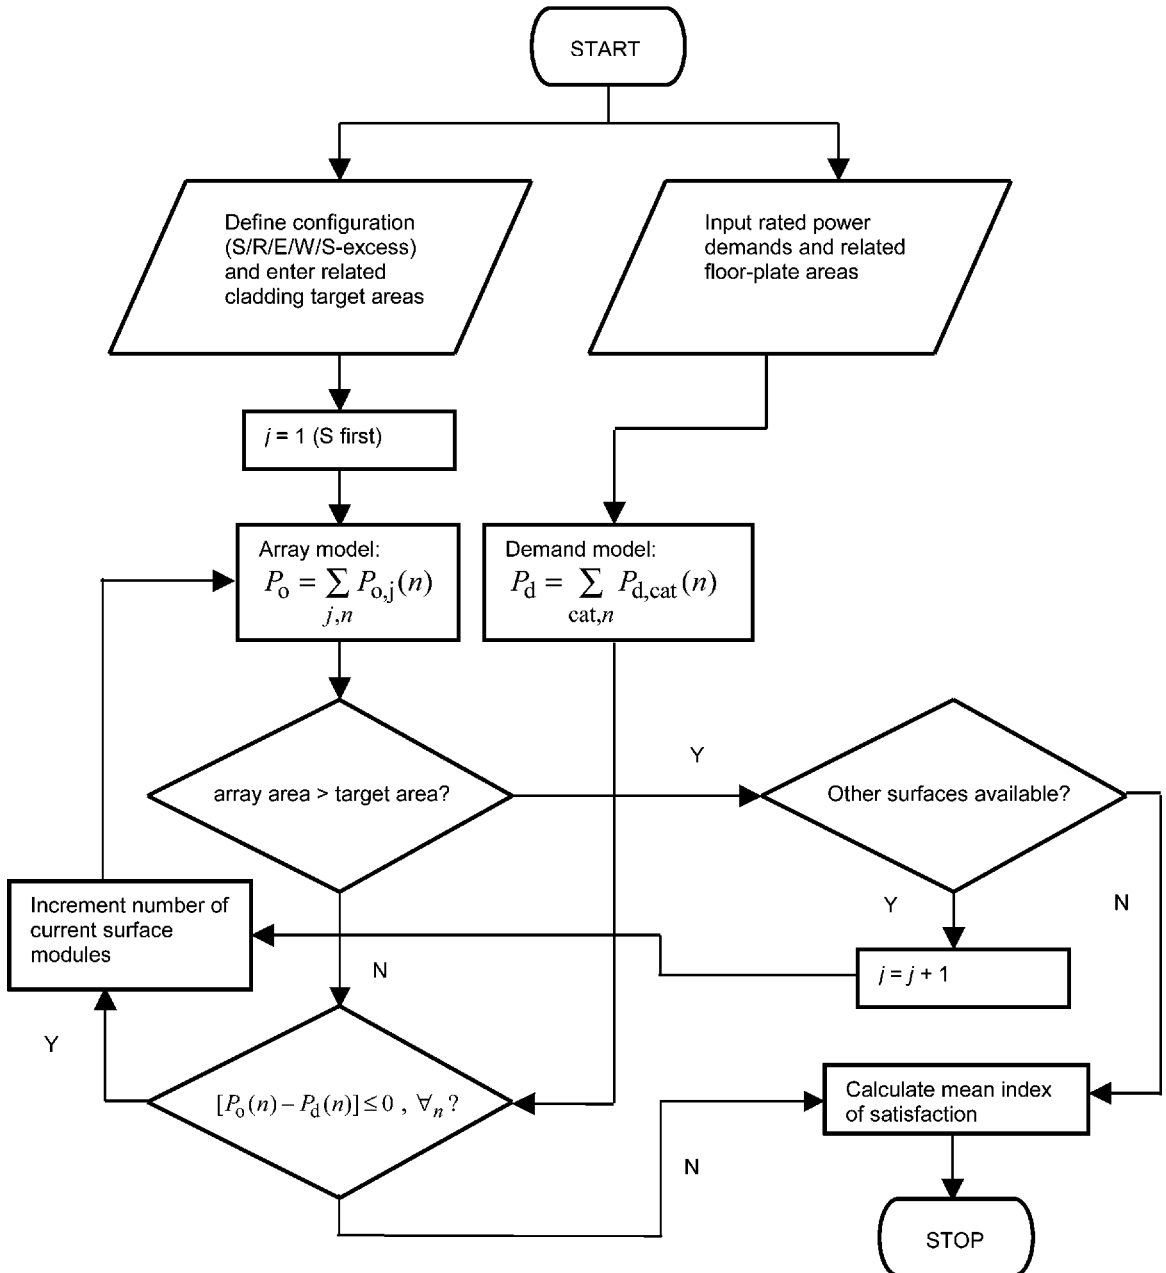 START
Define configuration
(S/R/E/W/S-excess)
and enter related
cladding target areas
Input rated power
demands and related
floor-plate areas
j = 1 (S first)
Array model:
P_o = ∑_{j,n} P_{o,j}(n)
Demand model:
P_d = ∑_{cat,n} P_{d,cat}(n)
array area > target area?
Y
Other surfaces available?
Increment number of
current surface
modules
N
Y
N
j = j + 1
Y
[P_o(n) – P_d(n)] ≤ 0 , ∀_n ?
Calculate mean index
of satisfaction
N
STOP